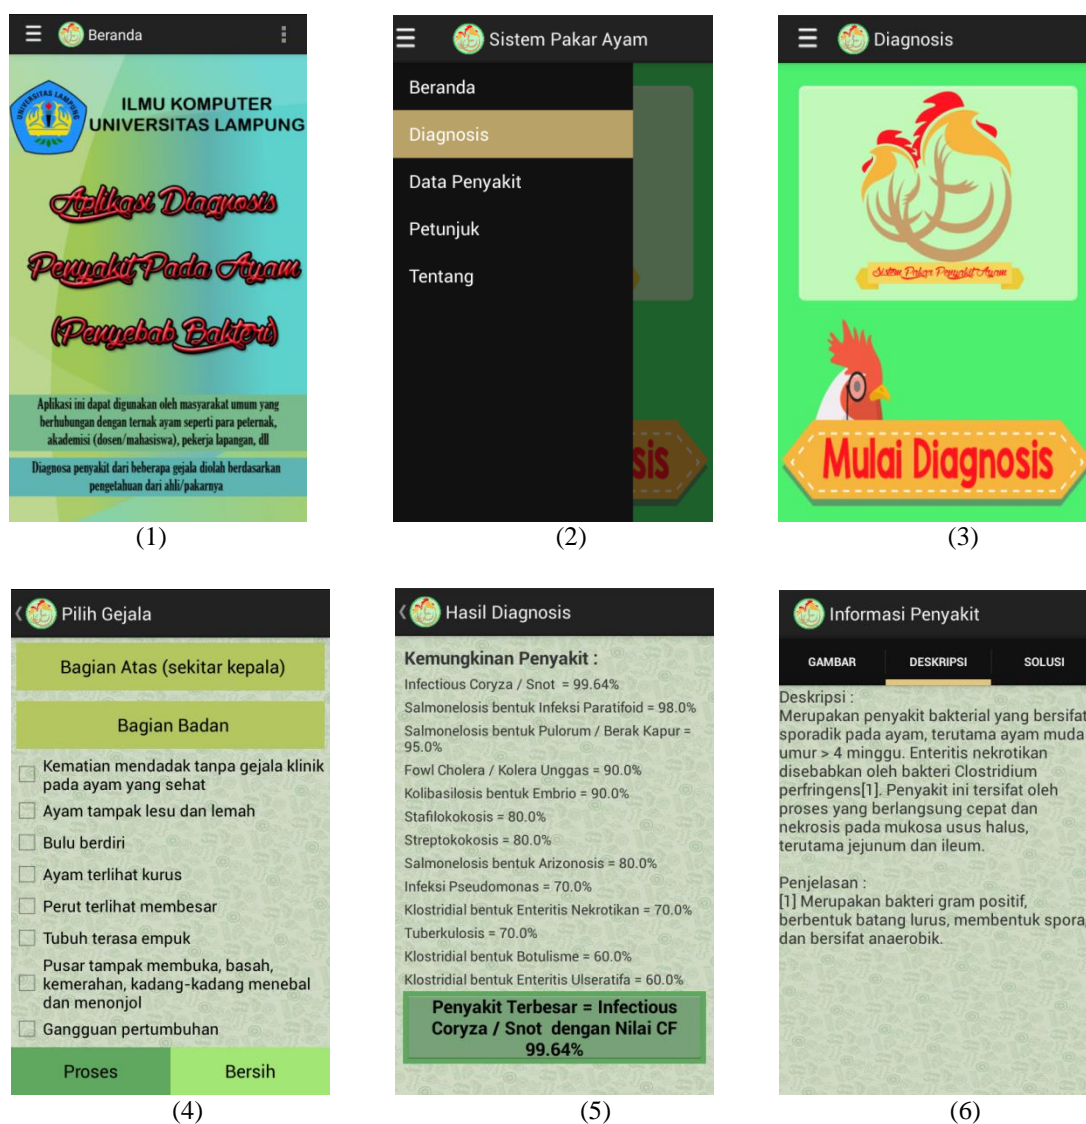 Beranda
UNIVERSITAS LAMPUNG
ILMU KOMPUTER
UNIVERSITAS LAMPUNG
Aplikasi Diagnosis
Penyakit Pada Ayam
(Penyebab Bakteri)
Aplikasi ini dapat digunakan oleh masyarakat umum yang
berhubungan dengan ternak ayam seperti para peternak,
akademisi (dosen/mahasiswa), pekerja lapangan, dll
Diagnosa penyakit dari beberapa gejala diolah berdasarkan
pengetahuan dari ahli/pakarnya
(1)
Sistem Pakar Ayam
Beranda
Diagnosis
Data Penyakit
Petunjuk
Tentang
sis
(2)
Diagnosis
Sistem Pakar Penyakit Ayam
Mulai Diagnosis
(3)
Pilih Gejala
Bagian Atas (sekitar kepala)
Bagian Badan
Kematian mendadak tanpa gejala klinik
pada ayam yang sehat
Ayam tampak lesu dan lemah
Bulu berdiri
Ayam terlihat kurus
Perut terlihat membesar
Tubuh terasa empuk
Pusar tampak membuka, basah,
kemerahan, kadang-kadang menebal
dan menonjol
Gangguan pertumbuhan
Proses Bersih
(4)
Hasil Diagnosis
Kemungkinan Penyakit :
Infectious Coryza / Snot = 99.64%
Salmonelosis bentuk Infeksi Paratifoid = 98.0%
Salmonelosis bentuk Pulorum / Berak Kapur =
95.0%
Fowl Cholera / Kolera Unggas = 90.0%
Kolibasilosis bentuk Embrio = 90.0%
Stafilokokosis = 80.0%
Streptokokosis = 80.0%
Salmonelosis bentuk Arizonosis = 80.0%
Infeksi Pseudomonas = 70.0%
Klostridial bentuk Enteritis Nekrotikan = 70.0%
Tuberkulosis = 70.0%
Klostridial bentuk Botulisme = 60.0%
Klostridial bentuk Enteritis Ulseratifa = 60.0%
Penyakit Terbesar = Infectious
Coryza / Snot dengan Nilai CF
99.64%
(5)
Informasi Penyakit
GAMBAR DESKRIPSI SOLUSI
Deskripsi :
Merupakan penyakit bakterial yang bersifat
sporadik pada ayam, terutama ayam muda
umur > 4 minggu. Enteritis nekrotikan
disebabkan oleh bakteri Clostridium
perfringens[1]. Penyakit ini tersifat oleh
proses yang berlangsung cepat dan
nekrosis pada mukosa usus halus,
terutama jejunum dan ileum.
Penjelasan :
[1] Merupakan bakteri gram positif,
berbentuk batang lurus, membentuk spora,
dan bersifat anaerobik.
(6)